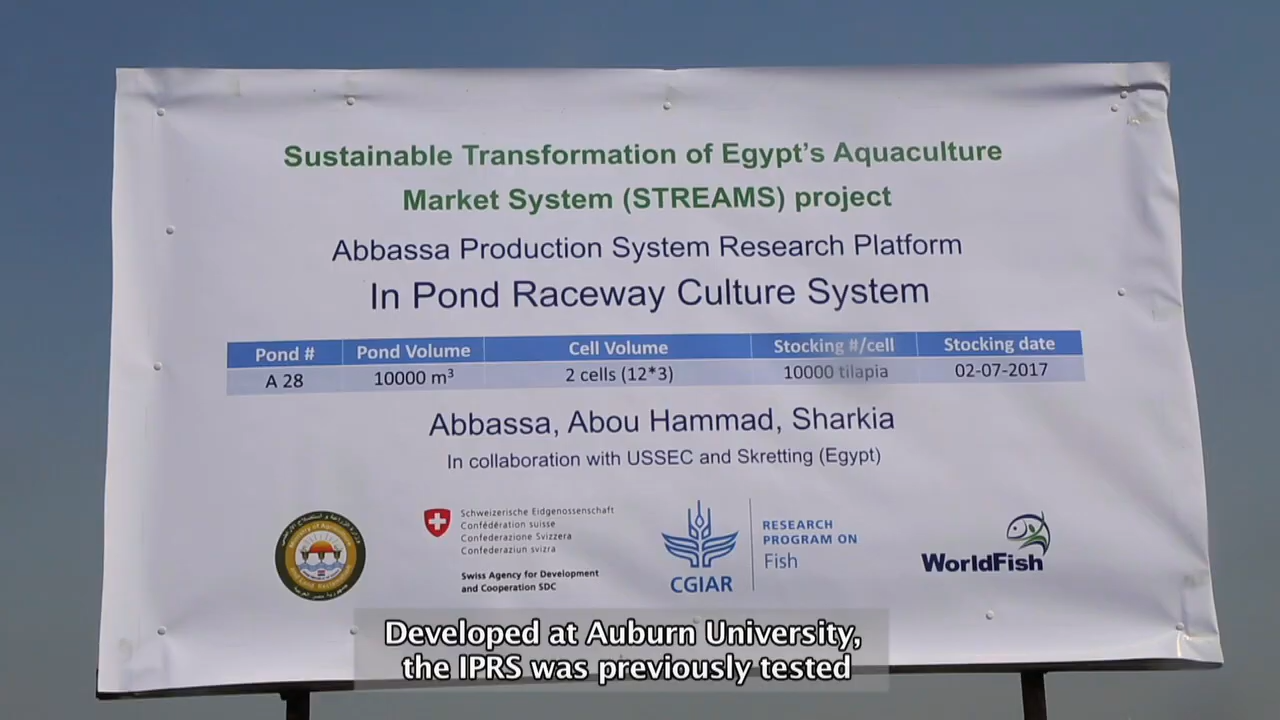 Sustainable Transformation of Egypt's Aquaculture
Market System (STREAMS) project
Abbassa Production System Research Platform
In Pond Raceway Culture System
Pond # Pond Volume Cell Volume Stocking #/cell Stocking date
A 28 10000 m³ 2 cells (12*3) 10000 tilapia 02-07-2017
Abbassa, Abou Hammad, Sharkia
In collaboration with USSEC and Skretting (Egypt)
Schweizerische Eidgenossenschaft
Confédération suisse
Confederazione Svizzera
Confederaziun svizra
Swiss Agency for Development
and Cooperation SDC
CGIAR
RESEARCH
PROGRAM ON
Fish
WorldFish
Developed at Auburn University,
the IPRS was previously tested